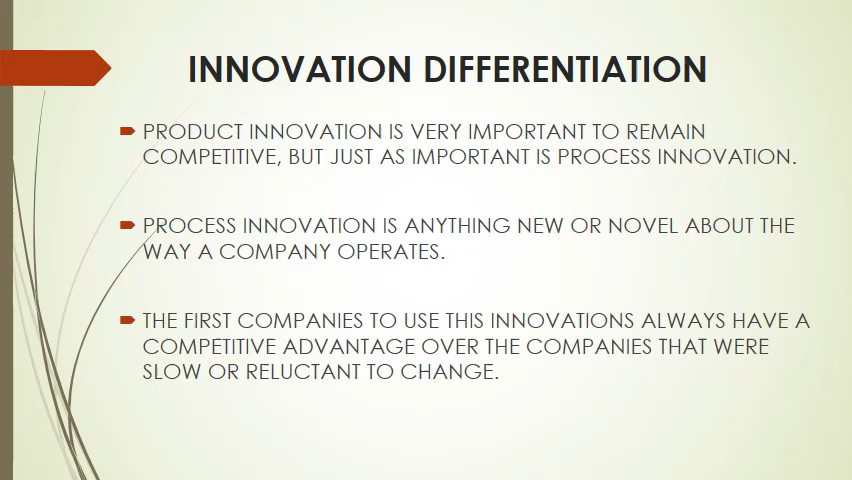 INNOVATION DIFFERENTIATION
PRODUCT INNOVATION IS VERY IMPORTANT TO REMAIN
COMPETITIVE, BUT JUST AS IMPORTANT IS PROCESS INNOVATION.
PROCESS INNOVATION IS ANYTHING NEW OR NOVEL ABOUT THE
WAY A COMPANY OPERATES.
THE FIRST COMPANIES TO USE THIS INNOVATIONS ALWAYS HAVE A
COMPETITIVE ADVANTAGE OVER THE COMPANIES THAT WERE
SLOW OR RELUCTANT TO CHANGE.